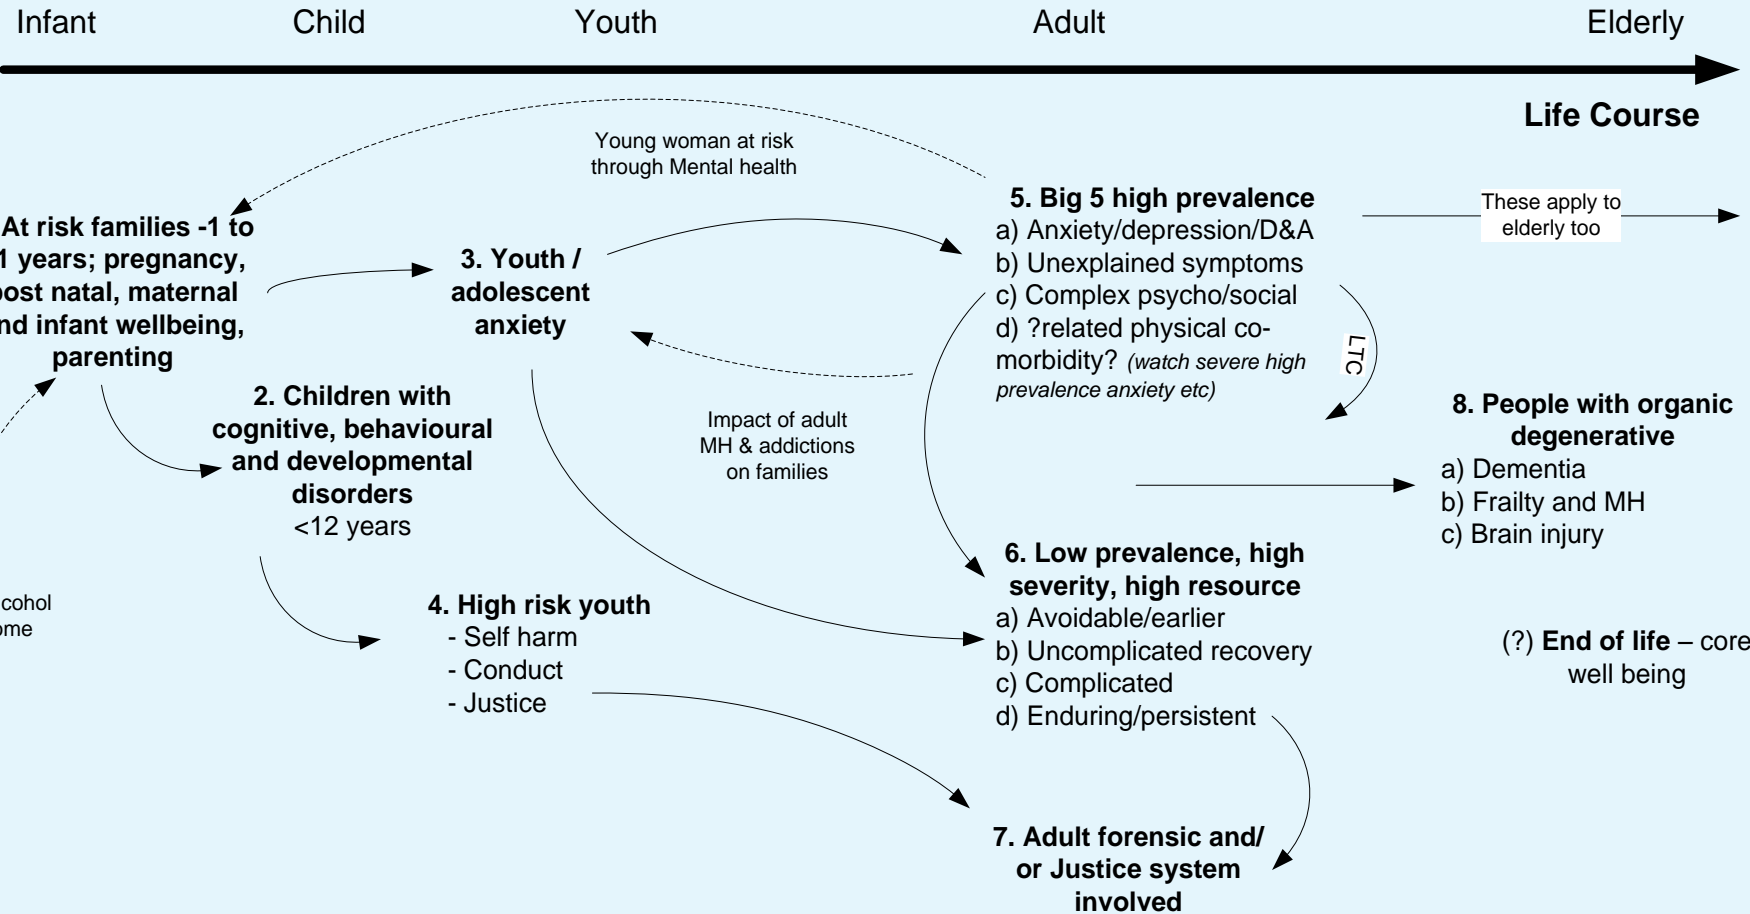 Infant Child Youth Adult Elderly
Life Course
Young woman at risk
through Mental health
At risk families -1 to
1 years; pregnancy,
post natal, maternal
and infant wellbeing,
parenting
2. Children with
cognitive, behavioural
and developmental
disorders
<12 years
3. Youth /
adolescent
anxiety
Impact of adult
MH & addictions
on families
4. High risk youth
- Self harm
- Conduct
- Justice
5. Big 5 high prevalence
a) Anxiety/depression/D&A
b) Unexplained symptoms
c) Complex psycho/social
d) ?related physical co-
morbidity? (watch severe high
prevalence anxiety etc)
LTC
These apply to
elderly too
6. Low prevalence, high
severity, high resource
a) Avoidable/earlier
b) Uncomplicated recovery
c) Complicated
d) Enduring/persistent
7. Adult forensic and/
or Justice system
involved
8. People with organic
degenerative
a) Dementia
b) Frailty and MH
c) Brain injury
(?) End of life – core
well being